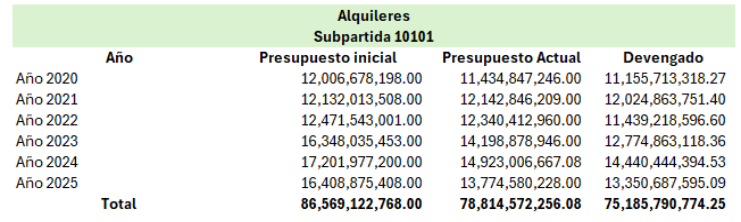 Alquileres
Subpartida 10101
Año Presupuesto inicial Presupuesto Actual Devengado
Año 2020 12,006,678,198.00 11,434,847,246.00 11,155,713,318.27
Año 2021 12,132,013,508.00 12,142,846,209.00 12,024,863,751.40
Año 2022 12,471,543,001.00 12,340,412,960.00 11,439,218,596.60
Año 2023 16,348,035,453.00 14,198,878,946.00 12,774,863,118.36
Año 2024 17,201,977,200.00 14,923,006,667.08 14,440,444,394.53
Año 2025 16,408,875,408.00 13,774,580,228.00 13,350,687,595.09
Total 86,569,122,768.00 78,814,572,256.08 75,185,790,774.25